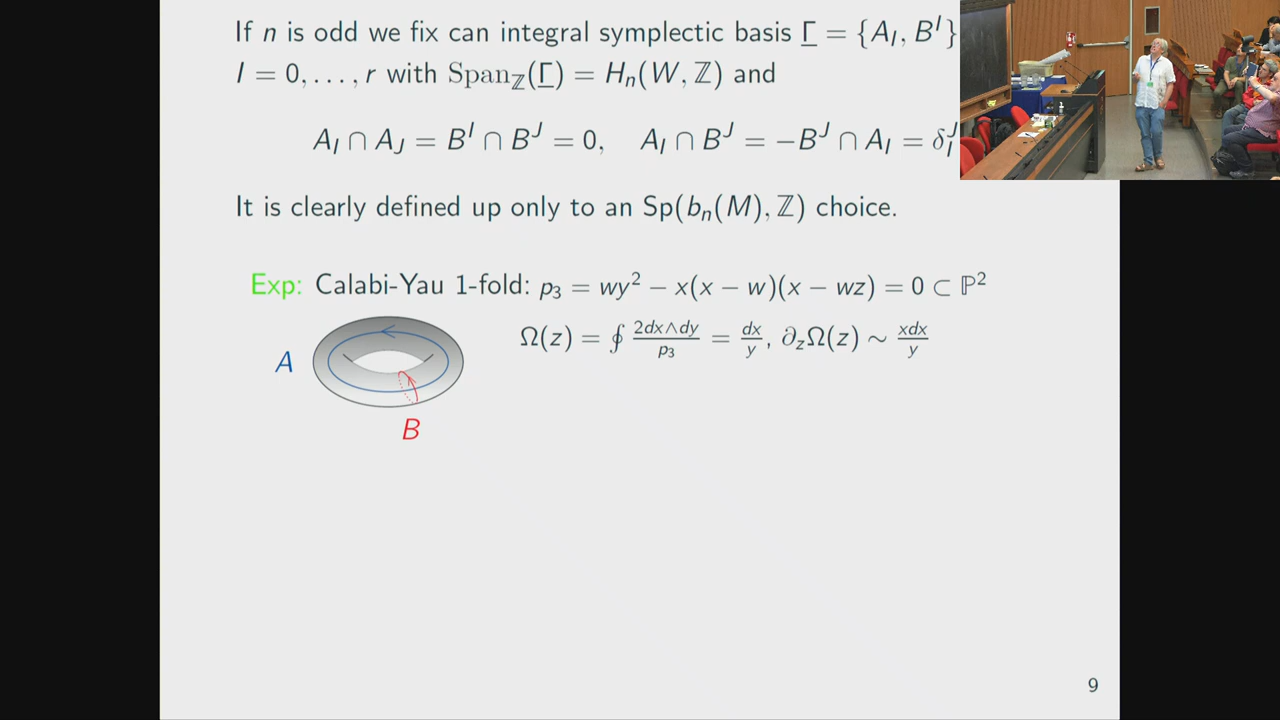 If n is odd we fix can integral symplectic basis Γ = {A_I, B^I}
I = 0, . . . , r with Span_ℤ(Γ) = H_n(W, ℤ) and
A_I ∩ A_J = B^I ∩ B^J = 0, A_I ∩ B^J = −B^J ∩ A_I = δ_I^J
It is clearly defined up only to an Sp(b_n(M), ℤ) choice.
Exp: Calabi-Yau 1-fold: p_3 = wy^2 − x(x − w)(x − wz) = 0 ⊂ ℙ^2
Ω(z) = ∮ 2dx∧dy/p_3 = dx/y, ∂_zΩ(z) ∼ xdx/y
A
B
9